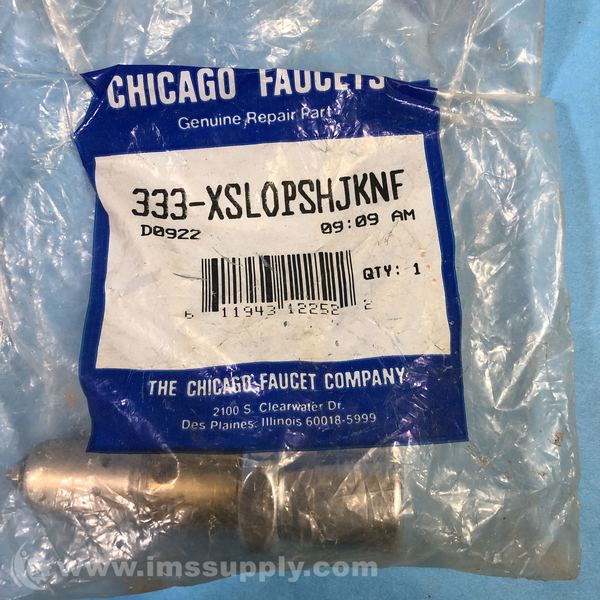 CHICAGO FAUCETS
Genuine Repair Part
333-XSLOPSHJKNF
D0922 09:09 AM
QTY: 1
6 11943 12252 2
THE CHICAGO FAUCET COMPANY
2100 S. Clearwater Dr.
Des Plaines, Illinois 60018-5999
www.imssupply.com